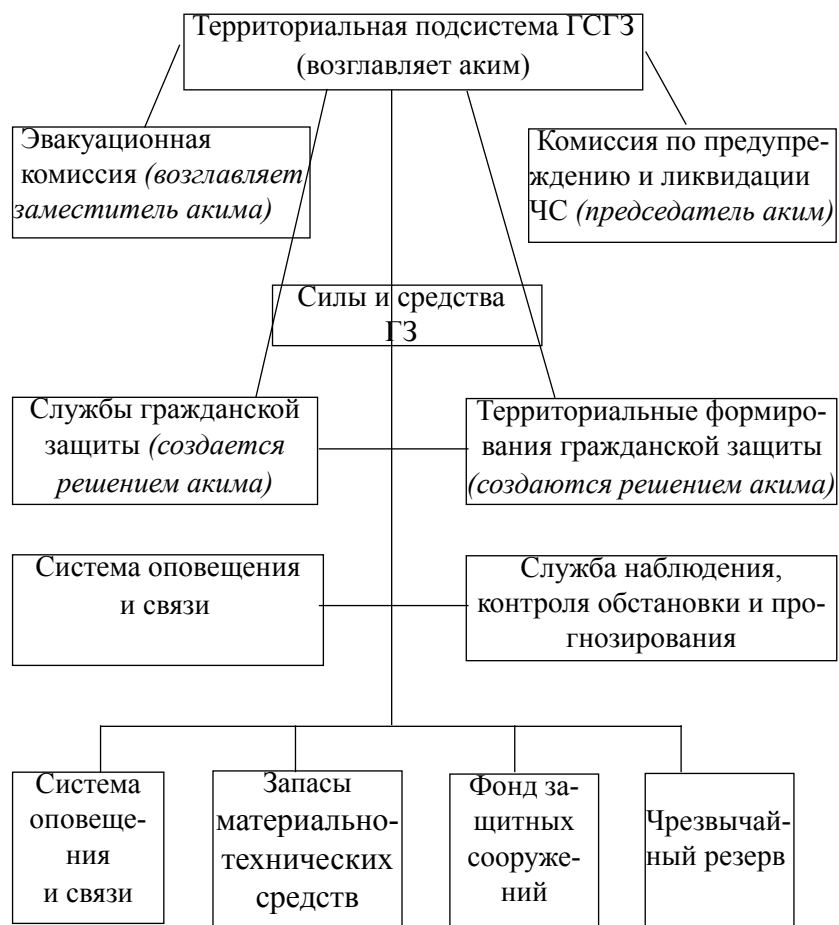 Территориальная подсистема ГСГЗ
(возглавляет аким)
Эвакуационная
комиссия (возглавляет
заместитель акима)
Комиссия по предупре-
ждению и ликвидации
ЧС (председатель аким)
Силы и средства
ГЗ
Службы гражданской
защиты (создается
решением акима)
Территориальные формиро-
вания гражданской защиты
(создаются решением акима)
Система оповещения
и связи
Служба наблюдения,
контроля обстановки и про-
гнозирования
Система
оповеще-
ния
и связи
Запасы
материально-
технических
средств
Фонд за-
щитных
сооруже-
ний
Чрезвычай-
ный резерв